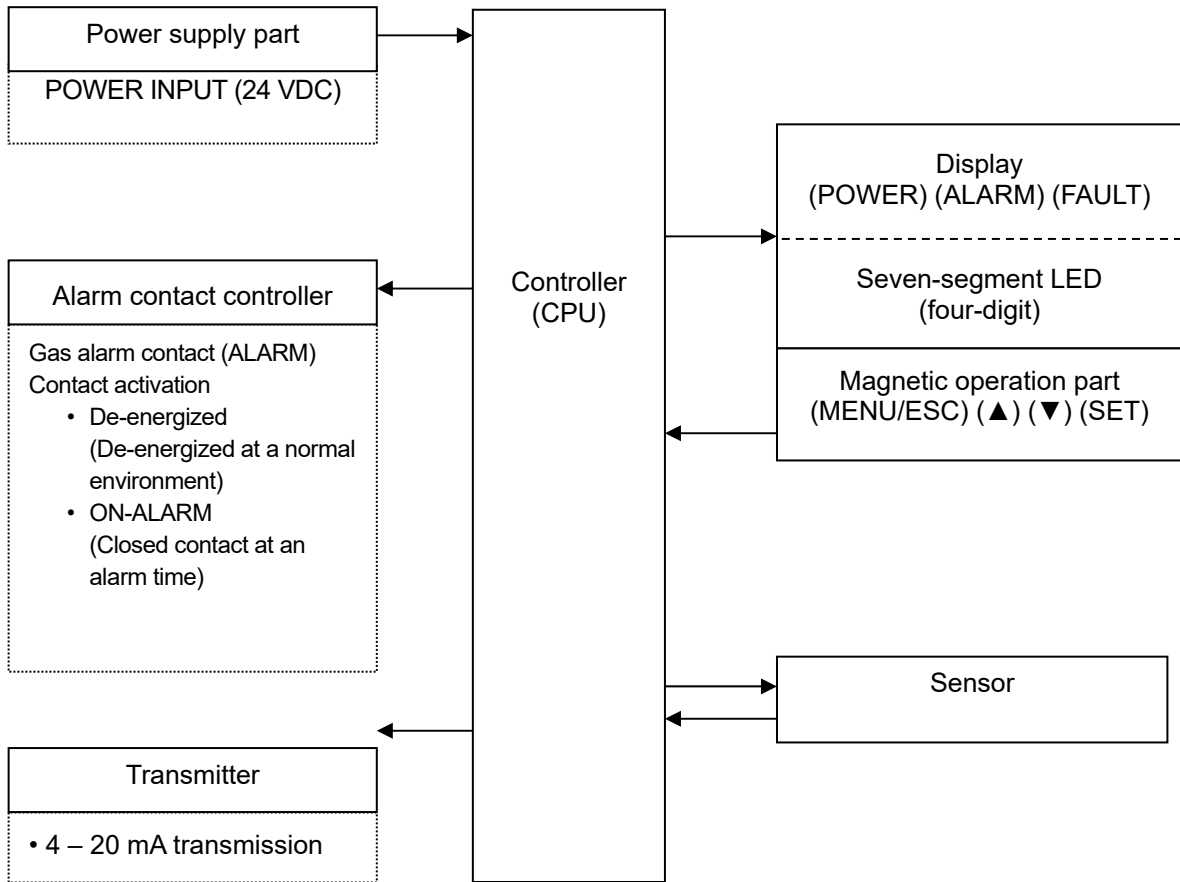 Power supply part
POWER INPUT (24 VDC)
Alarm contact controller
Gas alarm contact (ALARM)
Contact activation
• De-energized
(De-energized at a normal
environment)
• ON-ALARM
(Closed contact at an
alarm time)
Transmitter
• 4 – 20 mA transmission
Controller
(CPU)
Display
(POWER) (ALARM) (FAULT)
Seven-segment LED
(four-digit)
Magnetic operation part
(MENU/ESC) (▲) (▼) (SET)
Sensor